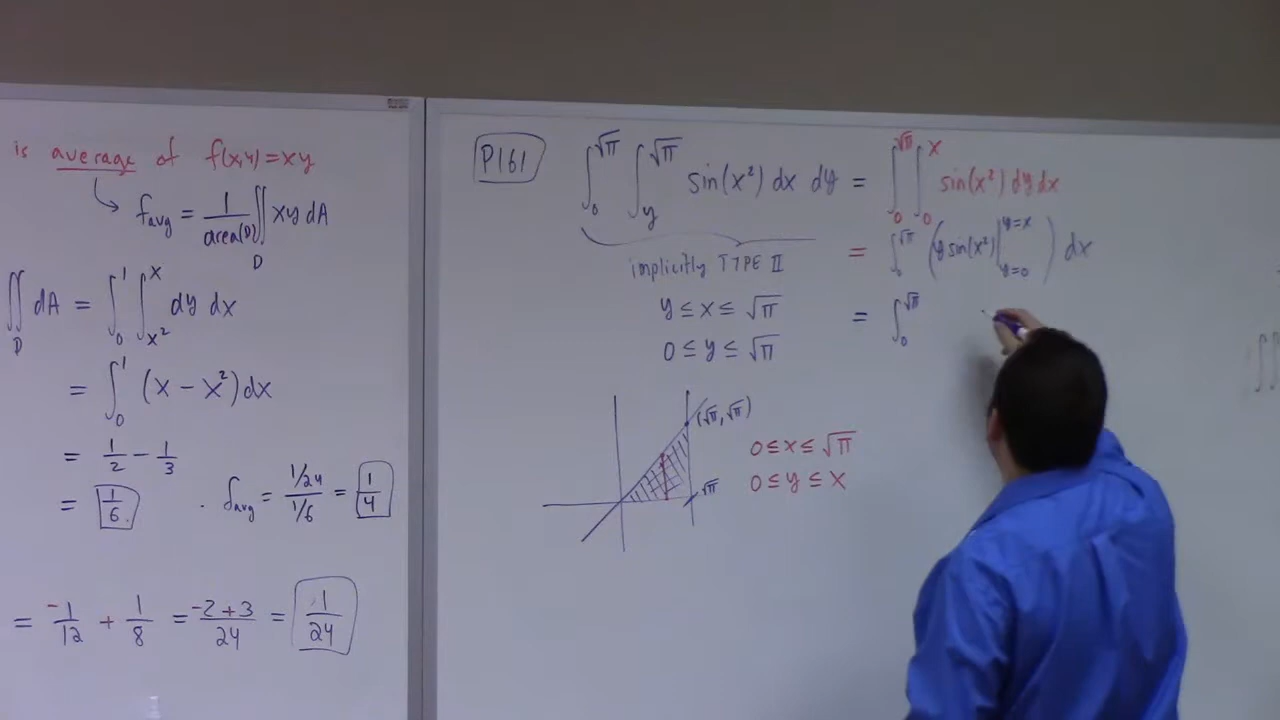 is average of f(x,y)=xy
f_avg = 1/area(D) ∬_D xy dA
∬_D dA = ∫_0^1 ∫_{x²}^x dy dx
= ∫_0^1 (x − x²)dx
= 1/2 − 1/3
= 1/6
. f_avg = (1/24)/(1/6) = 1/4
= -1/12 + 1/8 = (-2+3)/24 = 1/24
P161
∫_0^√π ∫_y^√π sin(x²) dx dy = ∫_0^√π ∫_0^x sin(x²) dy dx
implicitly TYPE II
= ∫_0^√π (y sin(x²)|_{y=0}^{y=x}) dx
y ≤ x ≤ √π
0 ≤ y ≤ √π
= ∫_0^√π
(√π, √π)
√π
0 ≤ x ≤ √π
0 ≤ y ≤ x